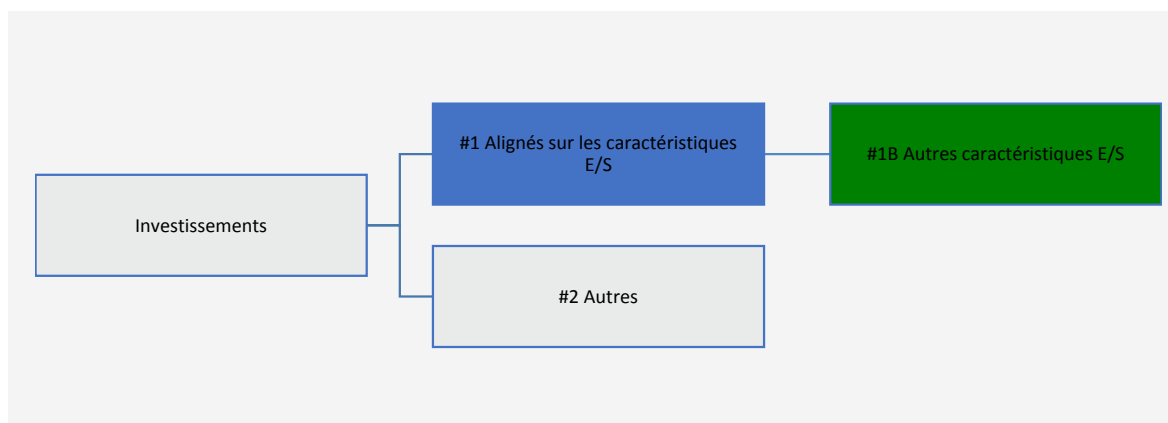 #1 Alignés sur les caractéristiques
E/S
#1B Autres caractéristiques E/S
Investissements
#2 Autres